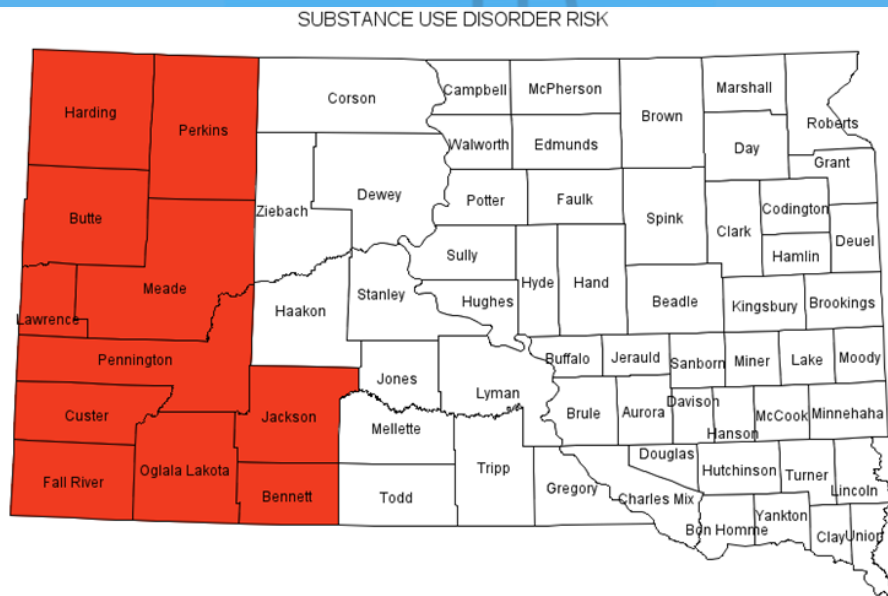 SUBSTANCE USE DISORDER RISK
Harding
Perkins
Corson
Campbell
McPherson
Brown
Marshall
Roberts
Walworth
Edmunds
Day
Grant
Butte
Ziebach
Dewey
Potter
Faulk
Spink
Clark
Codington
Deuel
Hamlin
Meade
Sully
Hyde
Hand
Haakon
Stanley
Hughes
Beadle
Kingsbury
Brookings
Lawrence
Pennington
Jones
Lyman
Buffalo
Jerauld
Sanborn
Miner
Lake
Moody
Custer
Jackson
Mellette
Brule
Aurora
Davison
Hanson
McCook
Minnehaha
Fall River
Oglala Lakota
Bennett
Todd
Tripp
Gregory
Douglas
Charles Mix
Hutchinson
Turner
Lincoln
Bon Homme
Yankton
Clay
Union